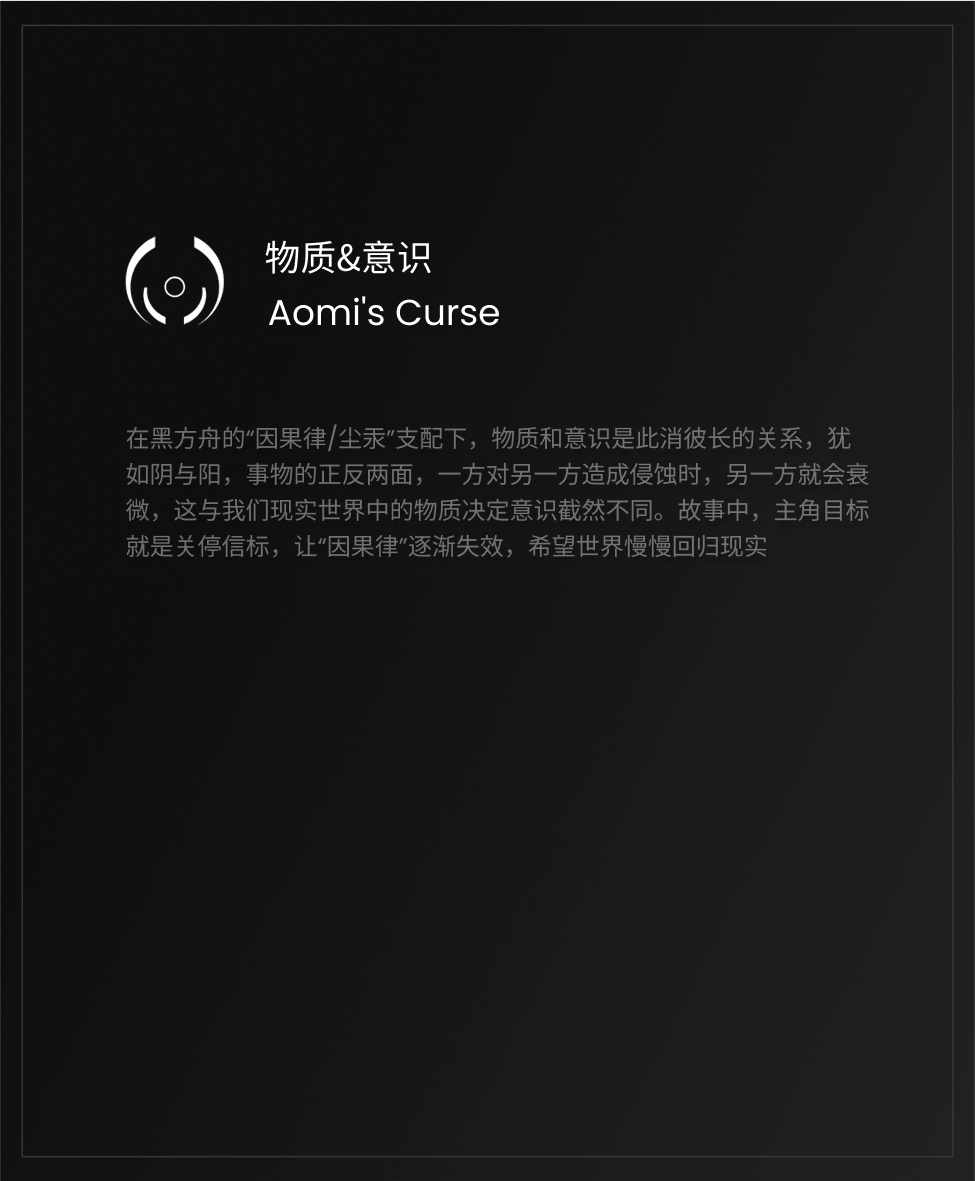 物质&意识
Aomi's Curse
在黑方舟的“因果律/尘汞”支配下，物质和意识是此消彼长的关系，犹
如阴与阳，事物的正反两面，一方对另一方造成侵蚀时，另一方就会衰
微，这与我们现实世界中的物质决定意识截然不同。故事中，主角目标
就是关停信标，让“因果律”逐渐失效，希望世界慢慢回归现实